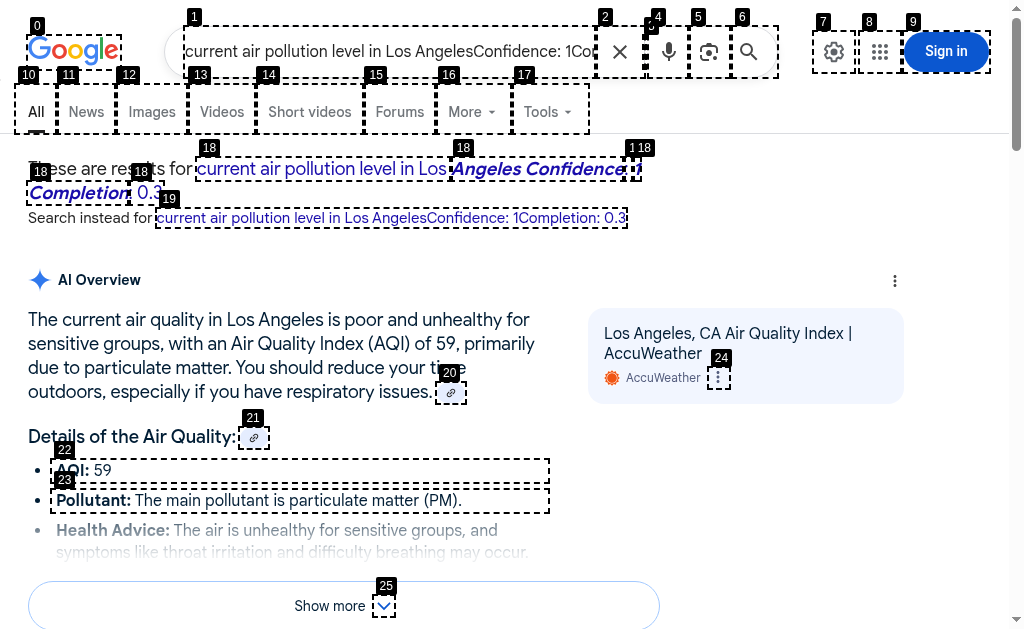 0 1 2 3 4 5 6 7 8 9
Google
current air pollution level in Los AngelesConfidence: 1Co
Sign in
10 11 12 13 14 15 16 17
All News Images Videos Short videos Forums More Tools
18 18 18
These are results for current air pollution level in Los Angeles Confidence: 1
18 18
Completion: 0.3
19
Search instead for current air pollution level in Los AngelesConfidence: 1Completion: 0.3
AI Overview
The current air quality in Los Angeles is poor and unhealthy for
sensitive groups, with an Air Quality Index (AQI) of 59, primarily
due to particulate matter. You should reduce your time
20
outdoors, especially if you have respiratory issues.
Los Angeles, CA Air Quality Index |
AccuWeather
24
AccuWeather
21
Details of the Air Quality:
22
AQI: 59
23
Pollutant: The main pollutant is particulate matter (PM).
Health Advice: The air is unhealthy for sensitive groups, and
symptoms like throat irritation and difficulty breathing may occur.
25
Show more